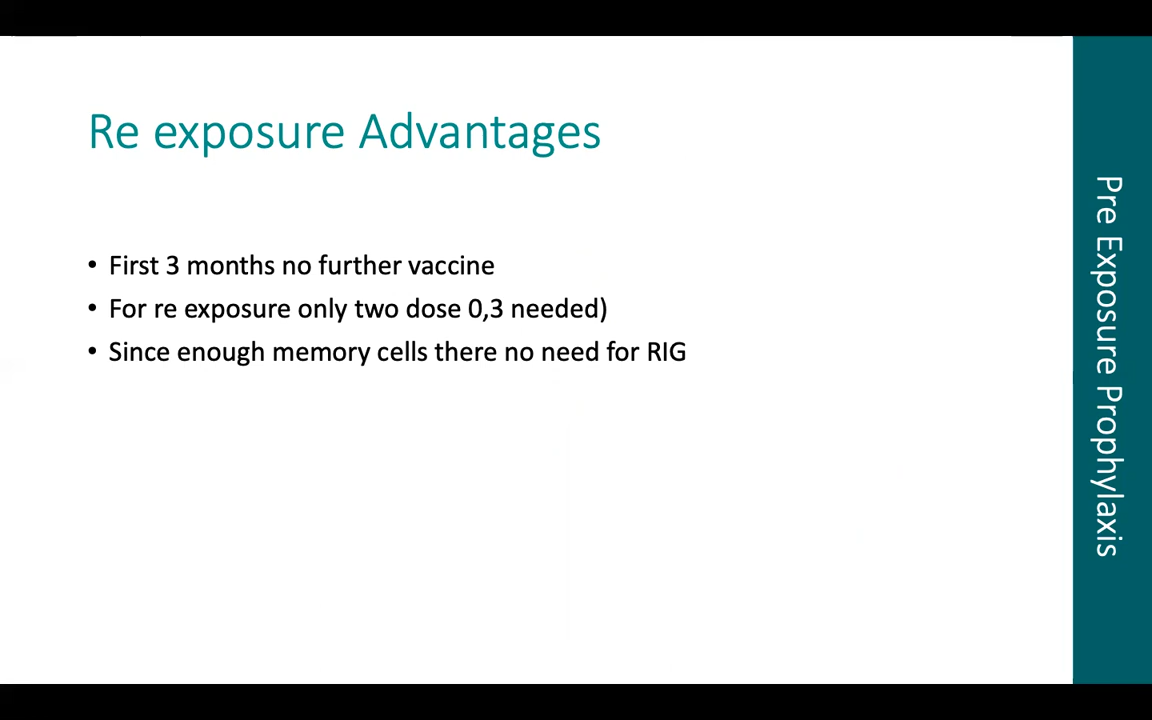 Re exposure Advantages
• First 3 months no further vaccine
• For re exposure only two dose 0,3 needed)
• Since enough memory cells there no need for RIG
Pre Exposure Prophylaxis